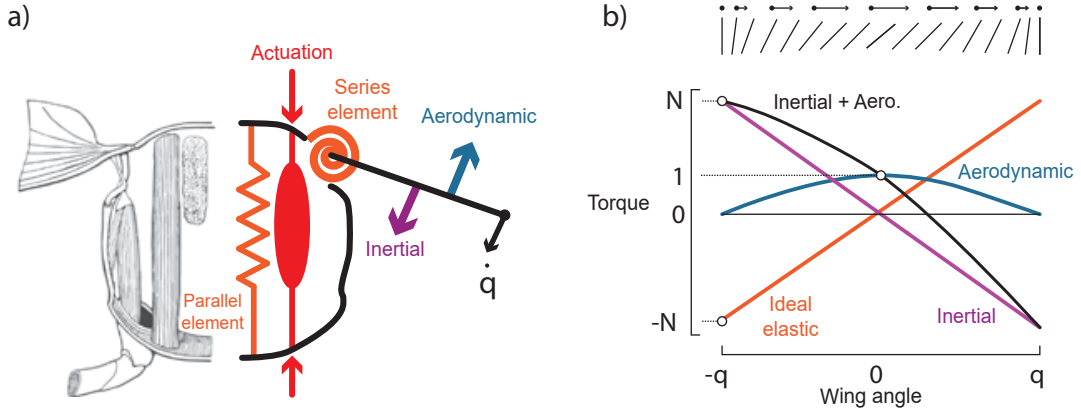 a)
Actuation
Series
element
Aerodynamic
Inertial
q̇
Parallel
element
b)
N
Inertial + Aero.
1
Aerodynamic
Torque
0
Ideal
elastic
Inertial
-N
-q
0
q
Wing angle